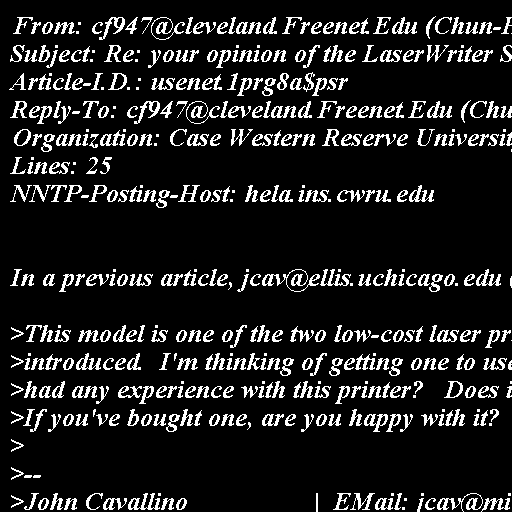 From: cf947@cleveland.Freenet.Edu (Chun-H
Subject: Re: your opinion of the LaserWriter S
Article-I.D.: usenet.1prg8a$psr
Reply-To: cf947@cleveland.Freenet.Edu (Chu
Organization: Case Western Reserve Universit
Lines: 25
NNTP-Posting-Host: hela.ins.cwru.edu
In a previous article, jcav@ellis.uchicago.edu (
>This model is one of the two low-cost laser pr
>introduced.  I'm thinking of getting one to use
>had any experience with this printer?   Does i
>If you've bought one, are you happy with it?
>
>--
>John Cavallino                    |  EMail: jcav@mi